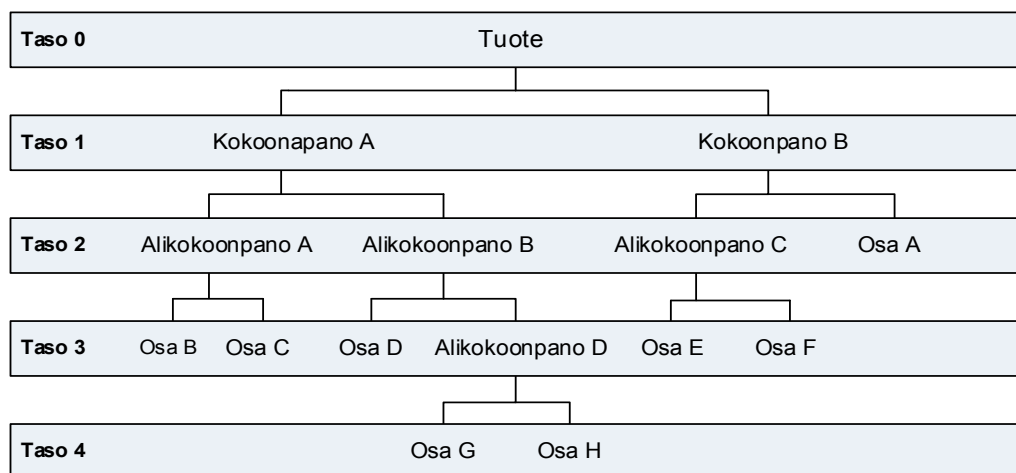 Taso 0 Tuote
Taso 1 Kokoonapano A Kokoonpano B
Taso 2 Alikokoonpano A Alikokoonpano B Alikokoonpano C Osa A
Taso 3 Osa B Osa C Osa D Alikokoonpano D Osa E Osa F
Taso 4 Osa G Osa H